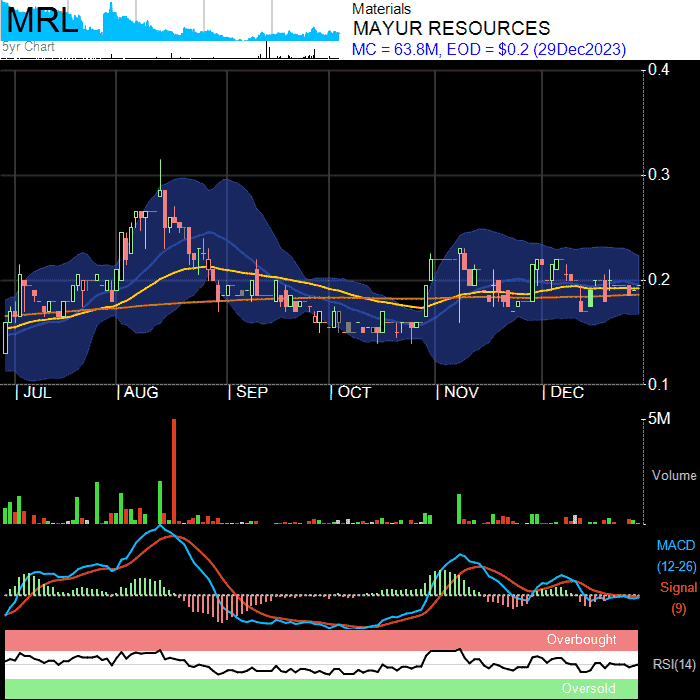 MRL
5yr Chart
Materials
MAYUR RESOURCES
MC = 63.8M, EOD = $0.2 (29Dec2023)
0.4
0.3
0.2
0.1
| JUL | AUG | SEP | OCT | NOV | DEC
5M
Volume
MACD
(12-26)
Signal
(9)
Overbought
RSI(14)
Oversold